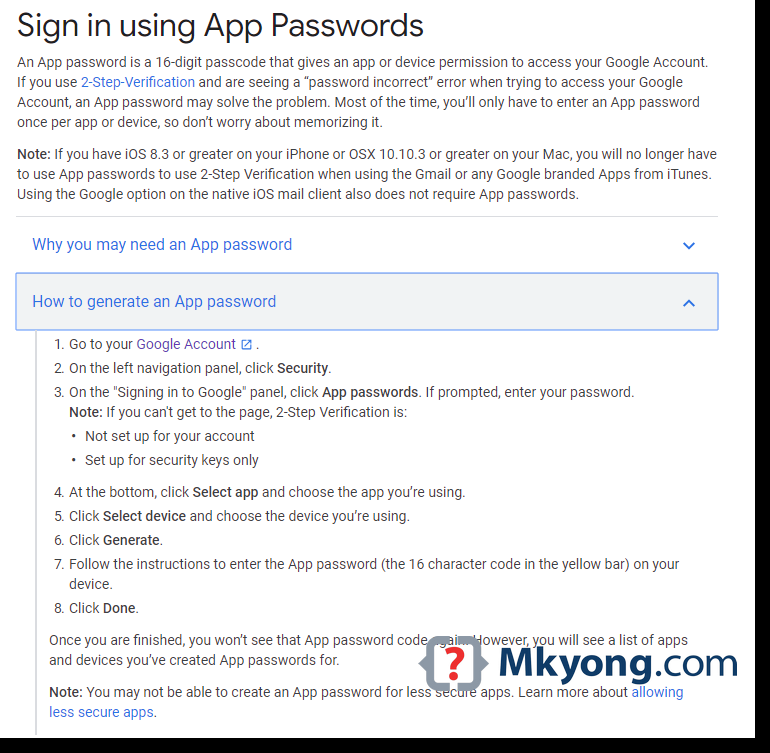 Sign in using App Passwords
An App password is a 16-digit passcode that gives an app or device permission to access your Google Account.
If you use 2-Step-Verification and are seeing a “password incorrect” error when trying to access your Google
Account, an App password may solve the problem. Most of the time, you’ll only have to enter an App password
once per app or device, so don’t worry about memorizing it.
Note: If you have iOS 8.3 or greater on your iPhone or OSX 10.10.3 or greater on your Mac, you will no longer have
to use App passwords to use 2-Step Verification when using the Gmail or any Google branded Apps from iTunes.
Using the Google option on the native iOS mail client also does not require App passwords.
Why you may need an App password
How to generate an App password
1. Go to your Google Account .
2. On the left navigation panel, click Security.
3. On the "Signing in to Google" panel, click App passwords. If prompted, enter your password.
Note: If you can't get to the page, 2-Step Verification is:
• Not set up for your account
• Set up for security keys only
4. At the bottom, click Select app and choose the app you’re using.
5. Click Select device and choose the device you’re using.
6. Click Generate.
7. Follow the instructions to enter the App password (the 16 character code in the yellow bar) on your
device.
8. Click Done.
Once you are finished, you won’t see that App password code again. However, you will see a list of apps
and devices you’ve created App passwords for.
Note: You may not be able to create an App password for less secure apps. Learn more about allowing
less secure apps.
{?} Mkyong.com